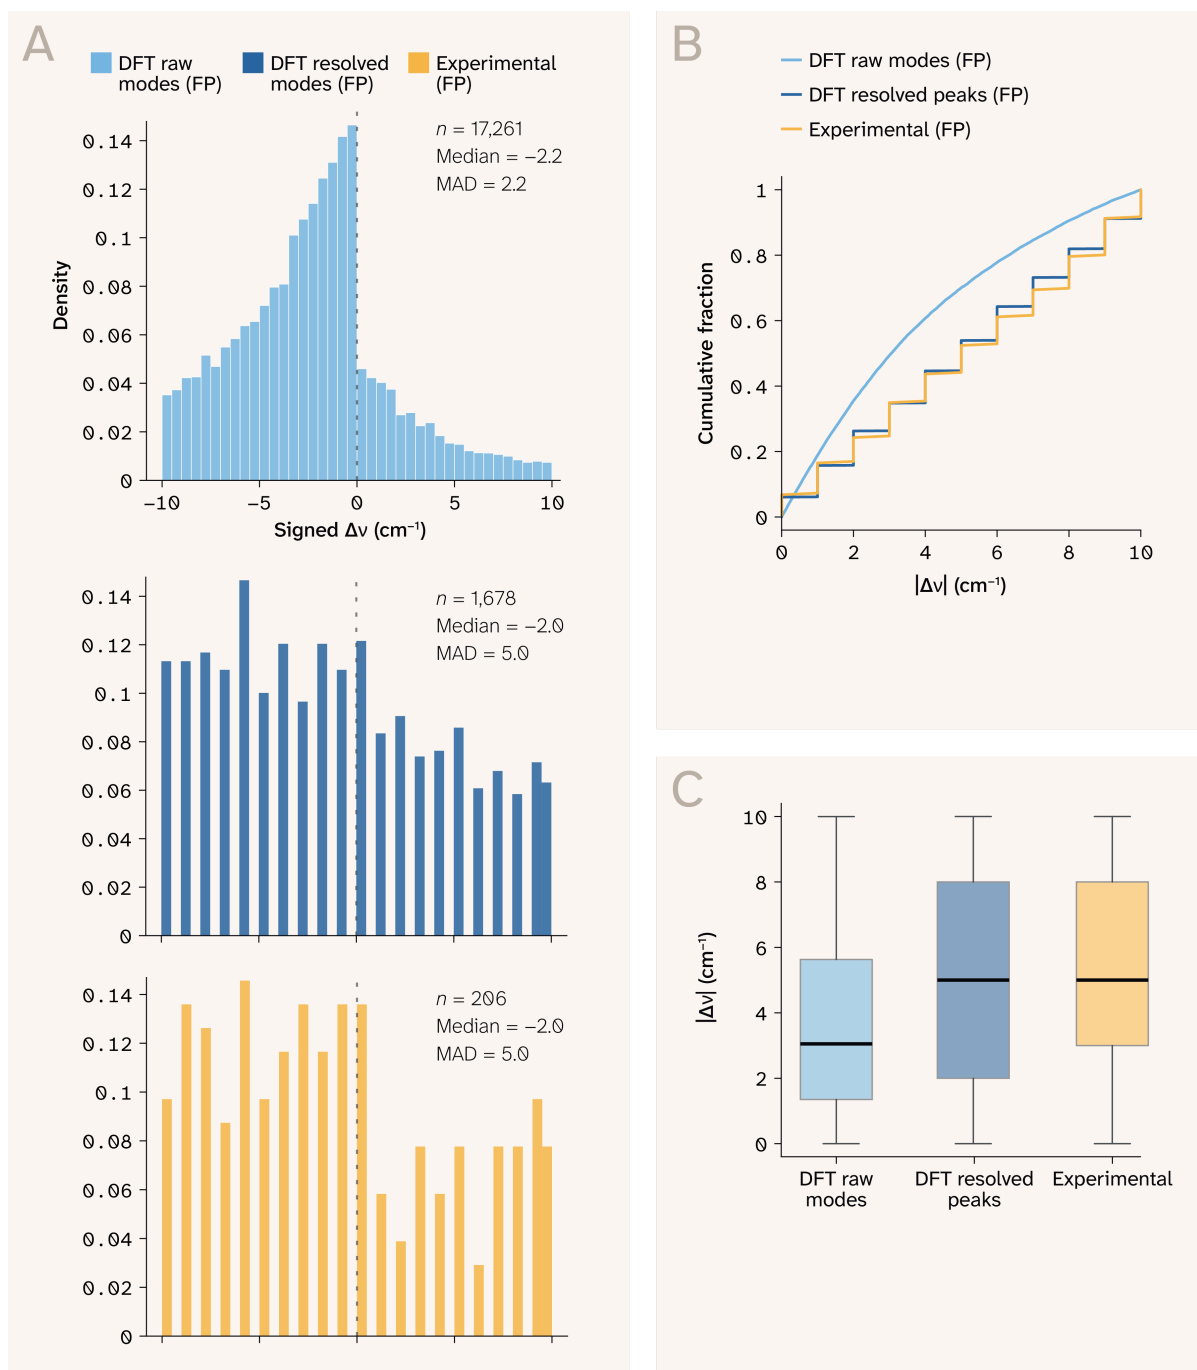 A
DFT raw
modes (FP)
DFT resolved
modes (FP)
Experimental
(FP)
n = 17,261
Median = −2.2
MAD = 2.2
Density
0.14
0.12
0.1
0.08
0.06
0.04
0.02
0
−10
−5
0
5
10
Signed Δν (cm⁻¹)
n = 1,678
Median = −2.0
MAD = 5.0
0.14
0.12
0.1
0.08
0.06
0.04
0.02
0
n = 206
Median = −2.0
MAD = 5.0
0.14
0.12
0.1
0.08
0.06
0.04
0.02
0
B
DFT raw modes (FP)
DFT resolved peaks (FP)
Experimental (FP)
Cumulative fraction
1
0.8
0.6
0.4
0.2
0
0
2
4
6
8
10
|Δν| (cm⁻¹)
C
|Δν| (cm⁻¹)
10
8
6
4
2
0
DFT raw
modes
DFT resolved
peaks
Experimental